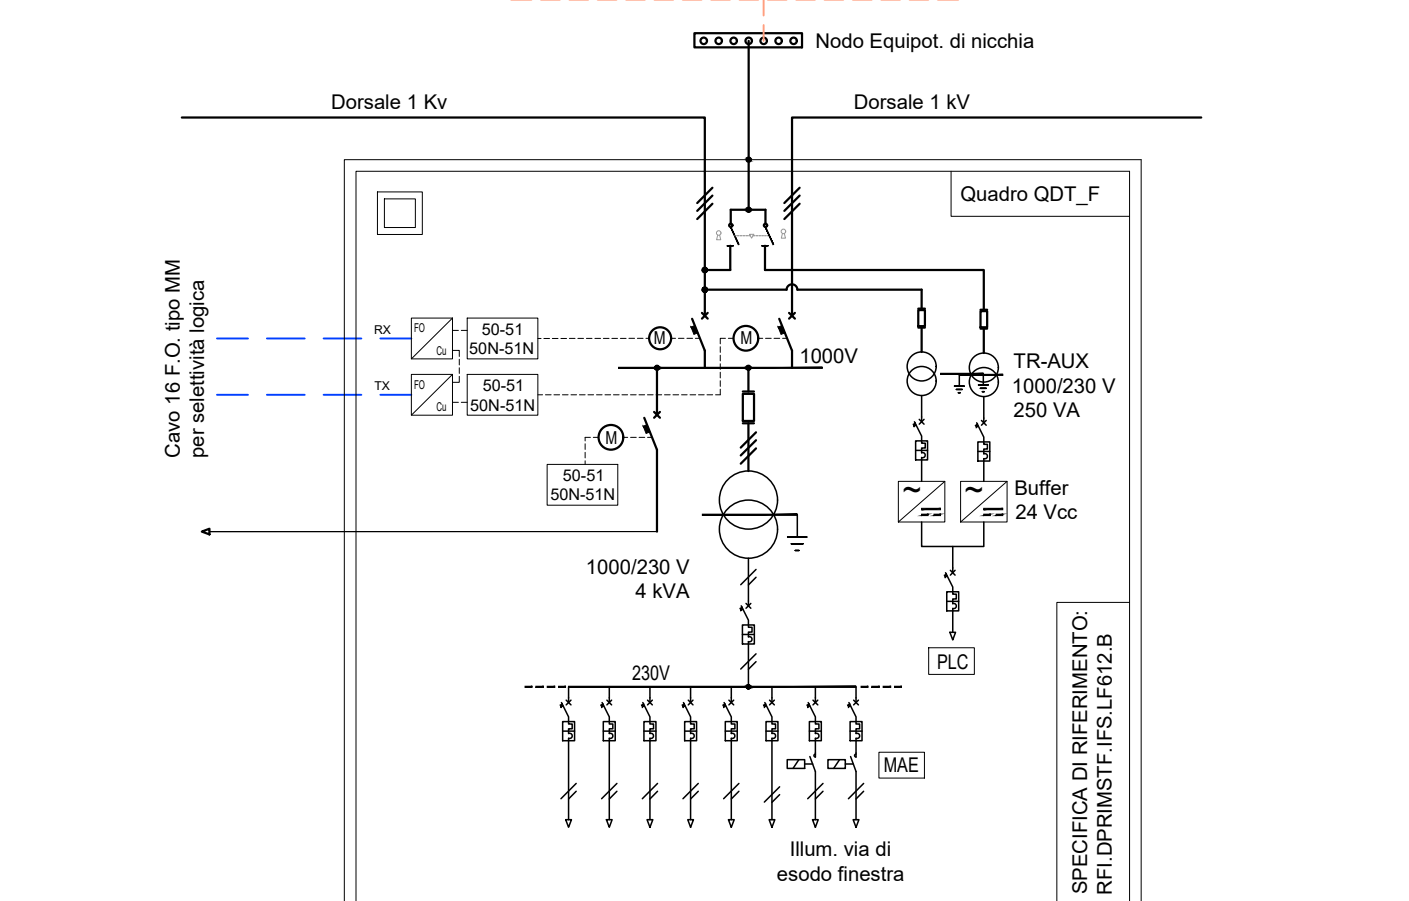 Nodo Equipot. di nicchia
Dorsale 1 Kv
Dorsale 1 kV
Quadro QDT_F
Cavo 16 F.O. tipo MM
per selettività logica
RX
FO
Cu
50-51
50N-51N
M
M
1000V
TX
FO
Cu
50-51
50N-51N
M
50-51
50N-51N
TR-AUX
1000/230 V
250 VA
Buffer
24 Vcc
1000/230 V
4 kVA
PLC
230V
MAE
Illum. via di
esodo finestra
SPECIFICA DI RIFERIMENTO:
RFI.DPRIMSTF.IFS.LF612.B